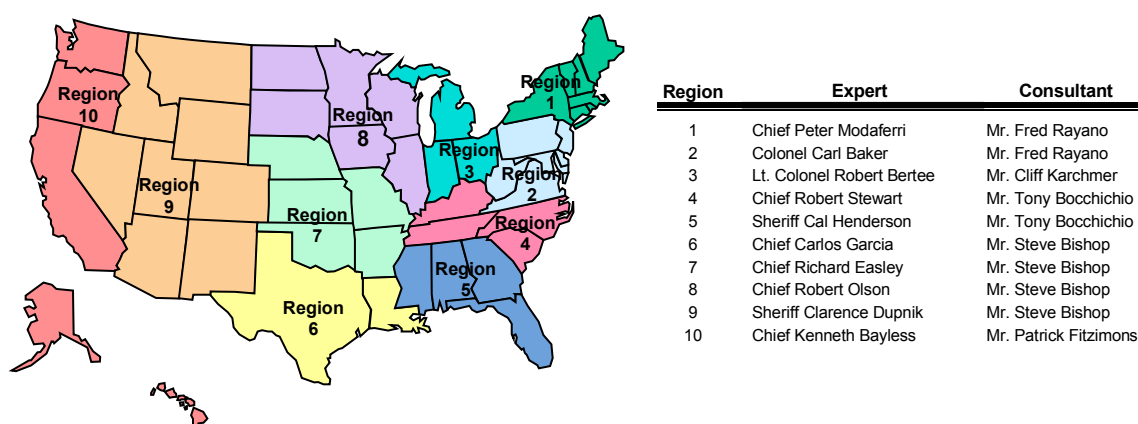 Region
10
Region
9
Region
8
Region
7
Region
6
Region
5
Region
4
Region
3
Region
2
Region
1
Region Expert Consultant
1 Chief Peter Modaferri Mr. Fred Rayano
2 Colonel Carl Baker Mr. Fred Rayano
3 Lt. Colonel Robert Bertee Mr. Cliff Karchmer
4 Chief Robert Stewart Mr. Tony Bocchichio
5 Sheriff Cal Henderson Mr. Tony Bocchichio
6 Chief Carlos Garcia Mr. Steve Bishop
7 Chief Richard Easley Mr. Steve Bishop
8 Chief Robert Olson Mr. Steve Bishop
9 Sheriff Clarence Dupnik Mr. Steve Bishop
10 Chief Kenneth Bayless Mr. Patrick Fitzimons